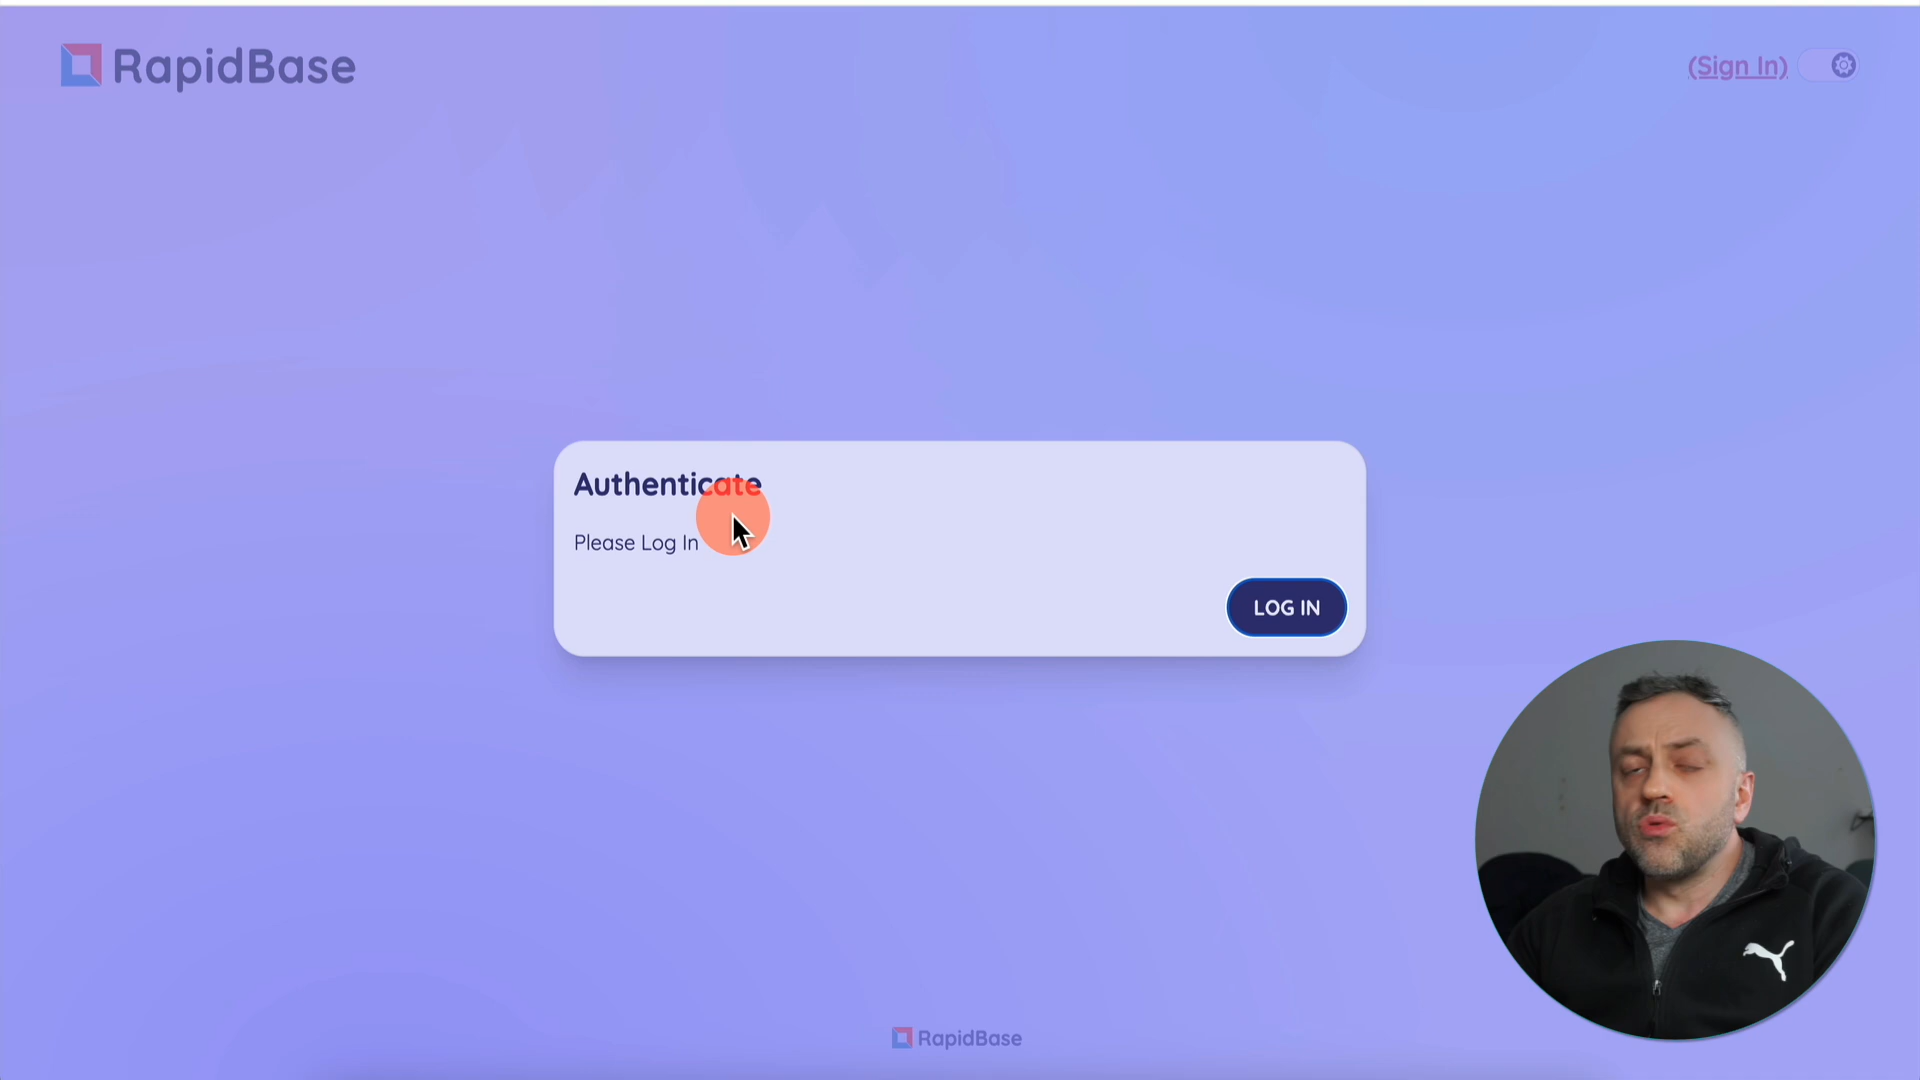 RapidBase
(Sign In)
Authenticate
Please Log In
LOG IN
RapidBase